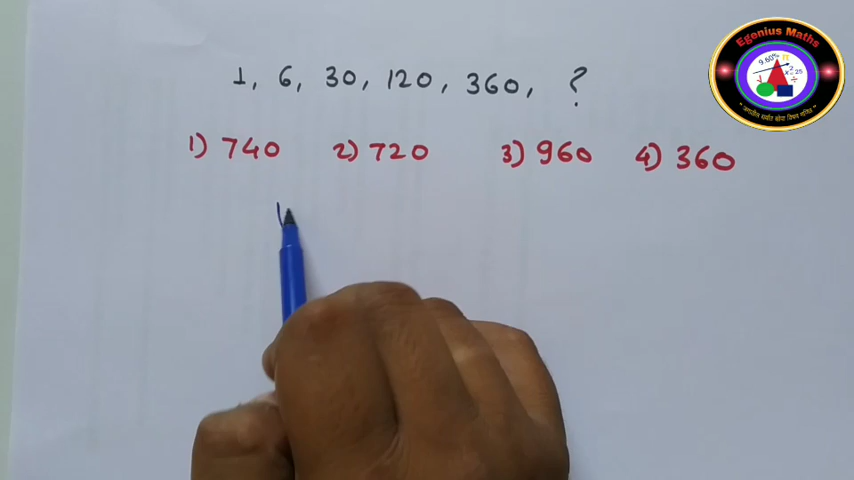 1, 6, 30, 120, 360, ?
1) 740 2) 720 3) 960 4) 360
Egenius Maths